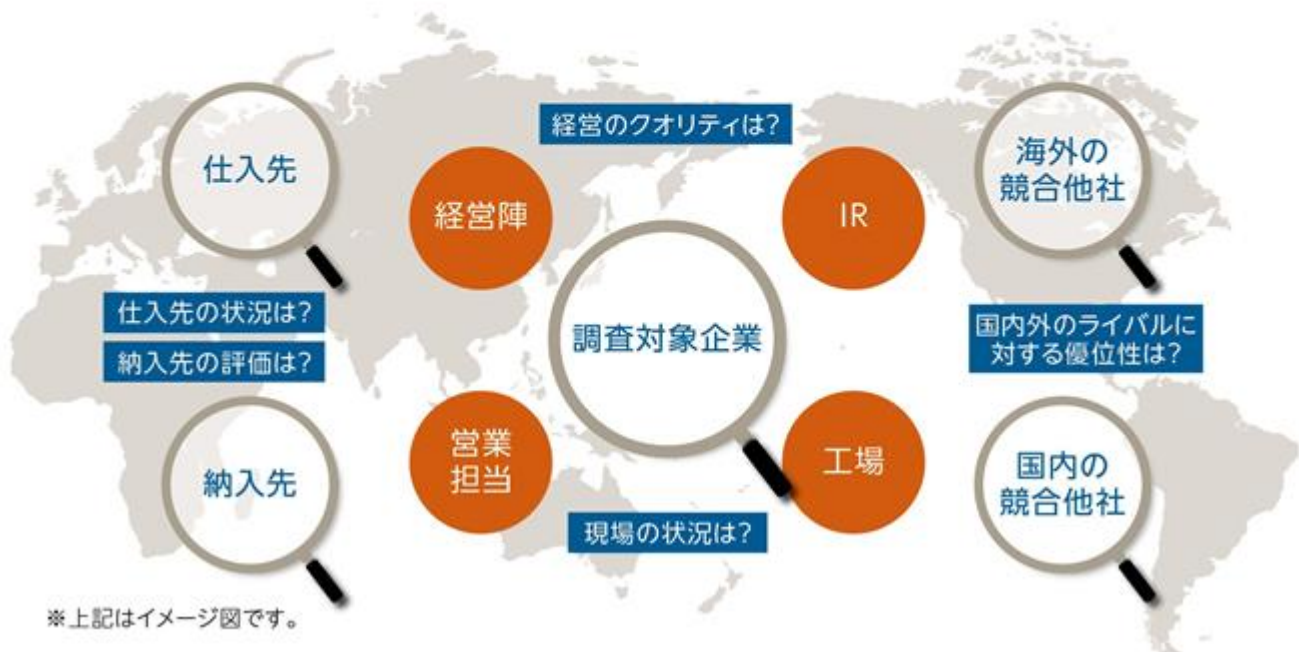 経営のクオリティは?
仕入先
海外の
競合他社
経営陣
IR
仕入先の状況は?
納入先の評価は?
調査対象企業
国内外のライバルに
対する優位性は?
営業
担当
工場
納入先
国内の
競合他社
現場の状況は?
※上記はイメージ図です。